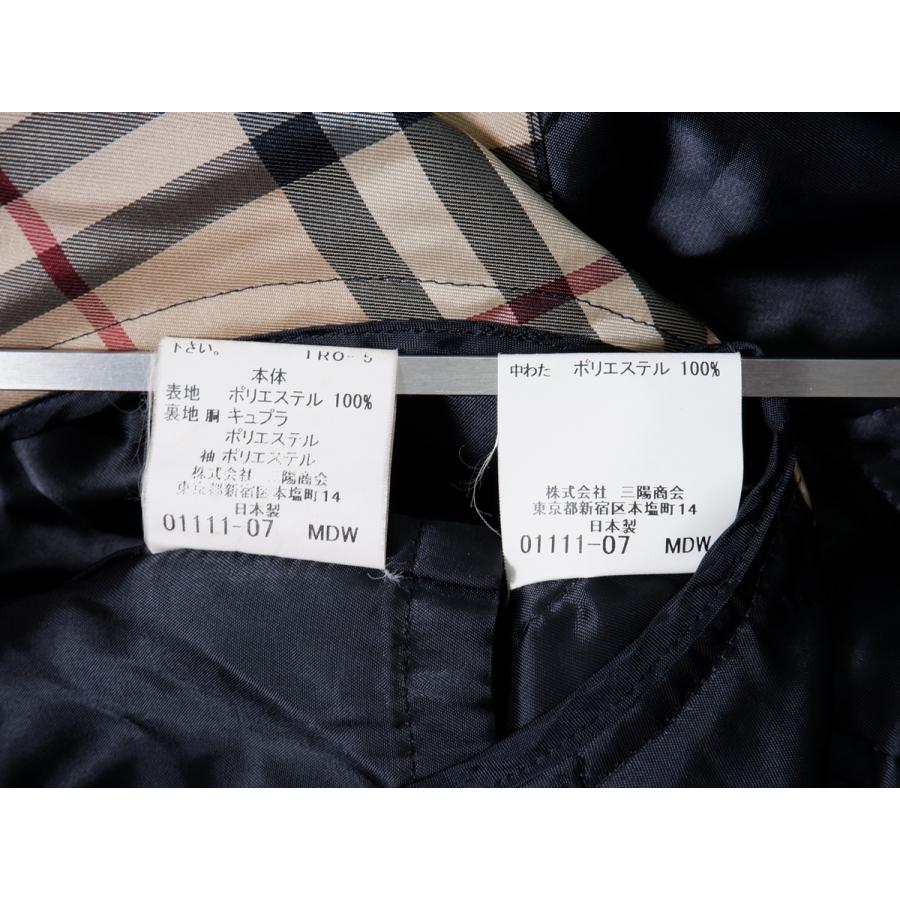 下さい。 TRO-5
本体
表地 ポリエステル 100%
裏地 胴 キュプラ
ポリエステル
袖 ポリエステル
株式会社 三陽商会
東京都新宿区本塩町14
日本製
01111-07 MDW
中わた ポリエステル 100%
株式会社 三陽商会
東京都新宿区本塩町14
日本製
01111-07 MDW